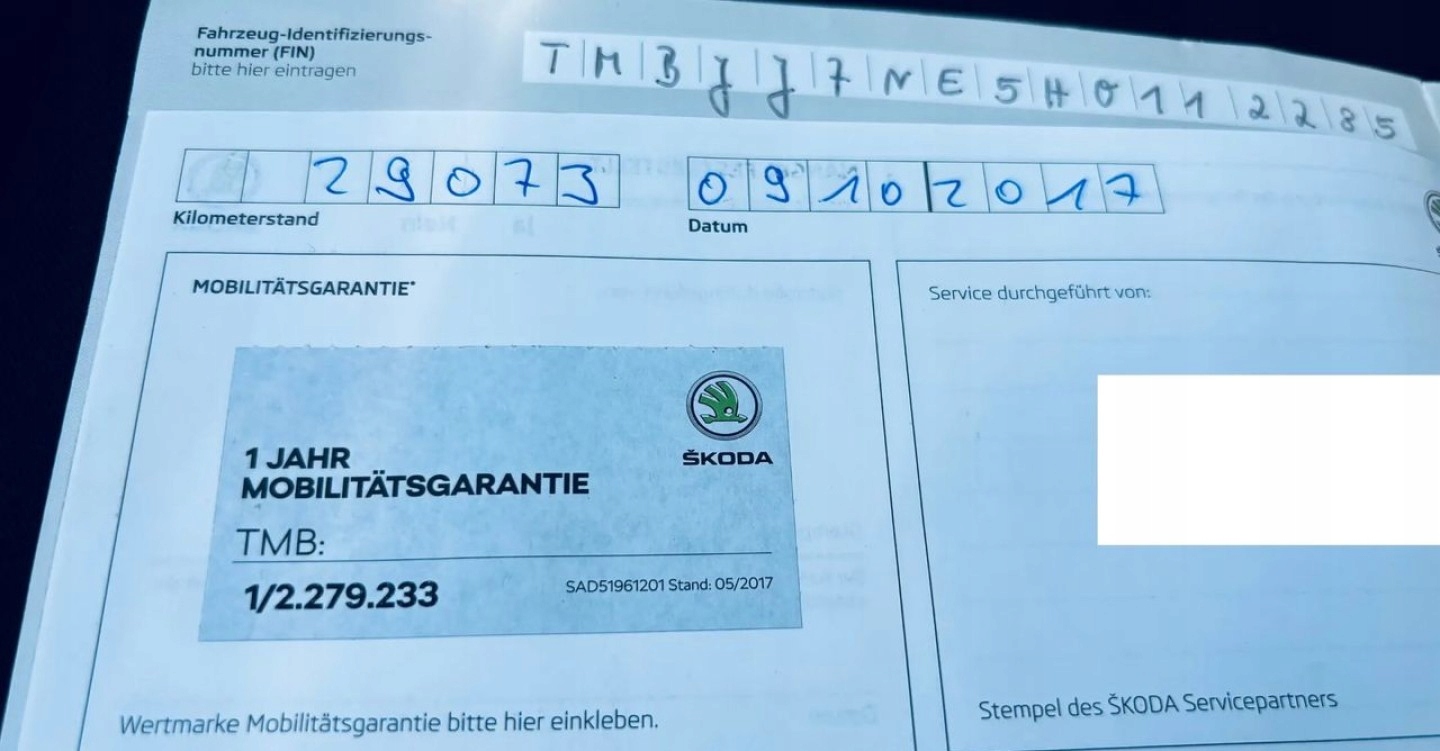 Fahrzeug-Identifizierungs-
nummer (FIN)
bitte hier eintragen
TMBJJ7NE5H0112285
29073
09102017
Kilometerstand
Datum
MOBILITÄTSGARANTIE*
ŠKODA
1 JAHR
MOBILITÄTSGARANTIE
TMB:
1/2.279.233
SAD51961201 Stand: 05/2017
Wertmarke Mobilitätsgarantie bitte hier einkleben.
Service durchgeführt von:
Stempel des ŠKODA Servicepartners